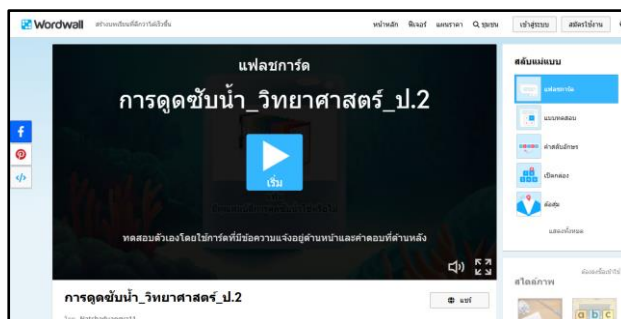 Wordwall สร้างบทเรียนที่ดีกว่าได้เร็วขึ้น
หน้าหลัก ฟีเจอร์ แผนราคา ชุมชน เข้าสู่ระบบ สมัครใช้งาน
แฟลชการ์ด
การดูดซับน้ำ_วิทยาศาสตร์_ป.2
เริ่ม
ทดสอบตัวเองโดยใช้การ์ดที่มีข้อความแจ้งอยู่ด้านหน้าและคำตอบที่ด้านหลัง
การดูดซับน้ำ_วิทยาศาสตร์_ป.2
แชร์
สลับแม่แบบ
แฟลชการ์ด
แบบทดสอบ
คำสลับอักษร
เปิดกล่อง
ล้อสุ่ม
แสดงทั้งหมด
สไตล์ภาพ
a b c